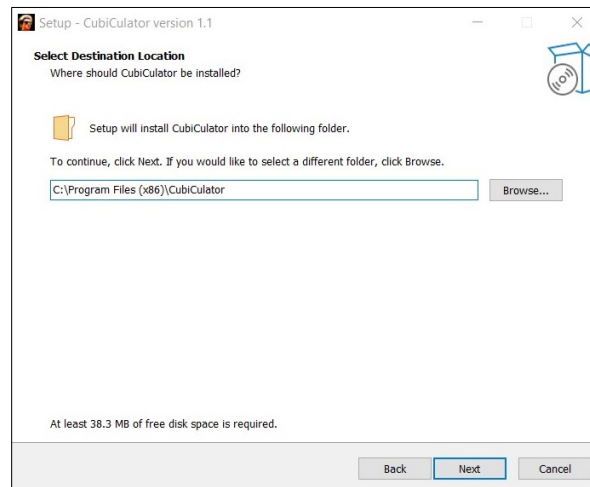 Setup - CubiCulator version 1.1
Select Destination Location
Where should CubiCulator be installed?
Setup will install CubiCulator into the following folder.
To continue, click Next. If you would like to select a different folder, click Browse.
C:\Program Files (x86)\CubiCulator
Browse...
At least 38.3 MB of free disk space is required.
Back
Next
Cancel